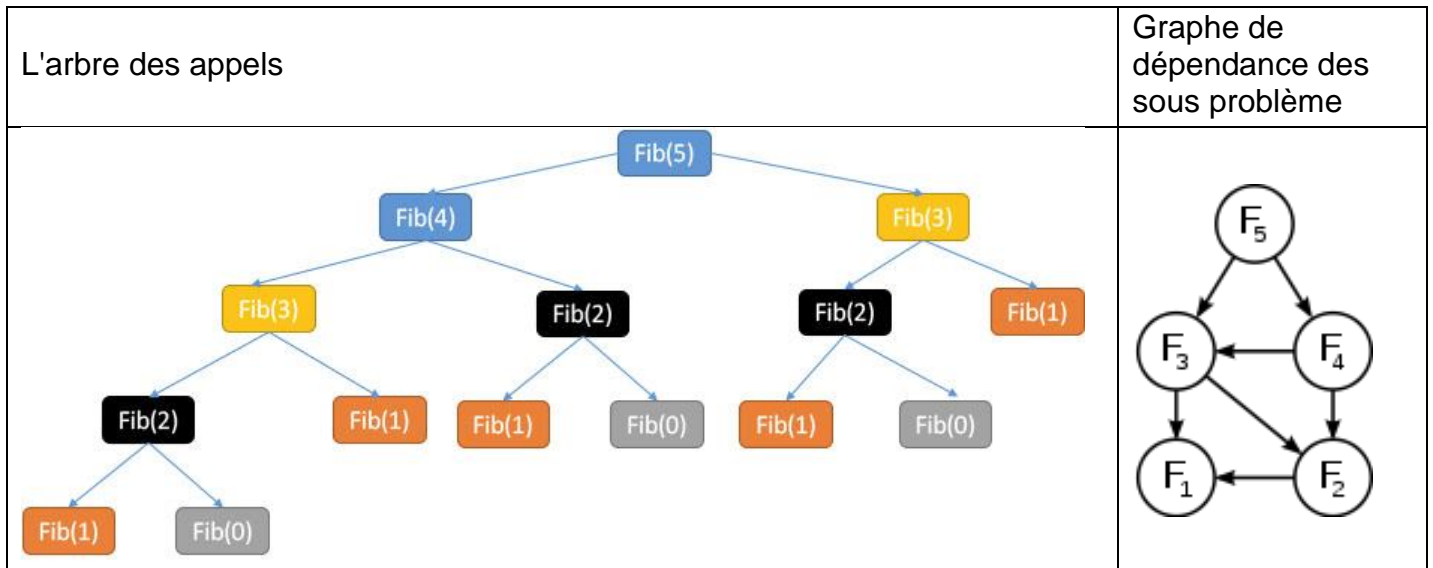 L'arbre des appels
Graphe de
dépendance des
sous problème
Fib(5)
Fib(4)
Fib(3)
Fib(3)
Fib(2)
Fib(2)
Fib(1)
Fib(2)
Fib(1)
Fib(1)
Fib(0)
Fib(1)
Fib(0)
Fib(1)
Fib(0)
F₅
F₃
F₄
F₁
F₂